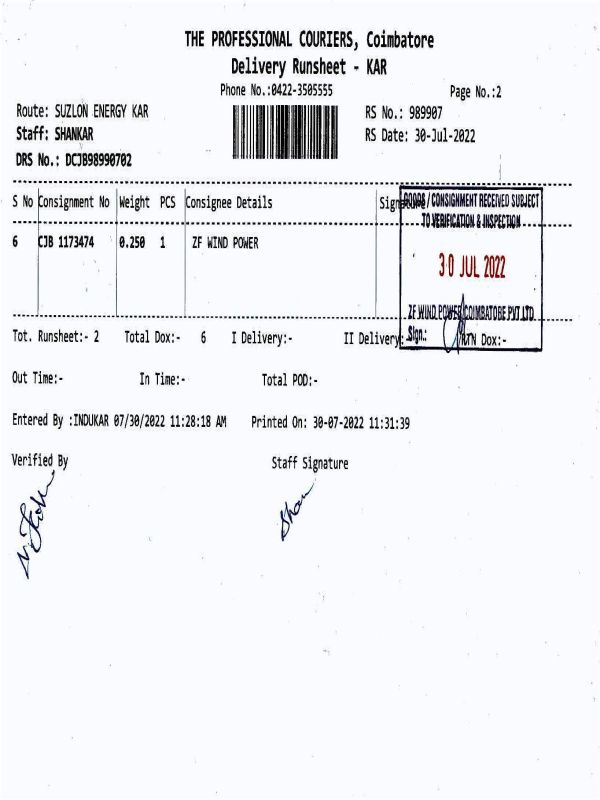 THE PROFESSIONAL COURIERS, Coimbatore
Delivery Runsheet - KAR
Phone No.:0422-3505555
Page No.:2
Route: SUZLON ENERGY KAR
RS No.: 989907
Staff: SHANKAR
RS Date: 30-Jul-2022
DRS No.: DCJB98990702
S No Consignment No Weight PCS Consignee Details Signature
GOODS / CONSIGNMENT RECEIVED SUBJECT
TO VERIFICATION & INSPECTION
6 CJB 1173474 0.250 1 ZF WIND POWER
30 JUL 2022
ZF WIND POWER COIMBATORE PVT LTD
Sign.:
Tot. Runsheet:- 2 Total Dox:- 6 I Delivery:- II Delivery: RTN Dox:-
Out Time:- In Time:- Total POD:-
Entered By :INDUKAR 07/30/2022 11:28:18 AM Printed On: 30-07-2022 11:31:39
Verified By Staff Signature
Shan